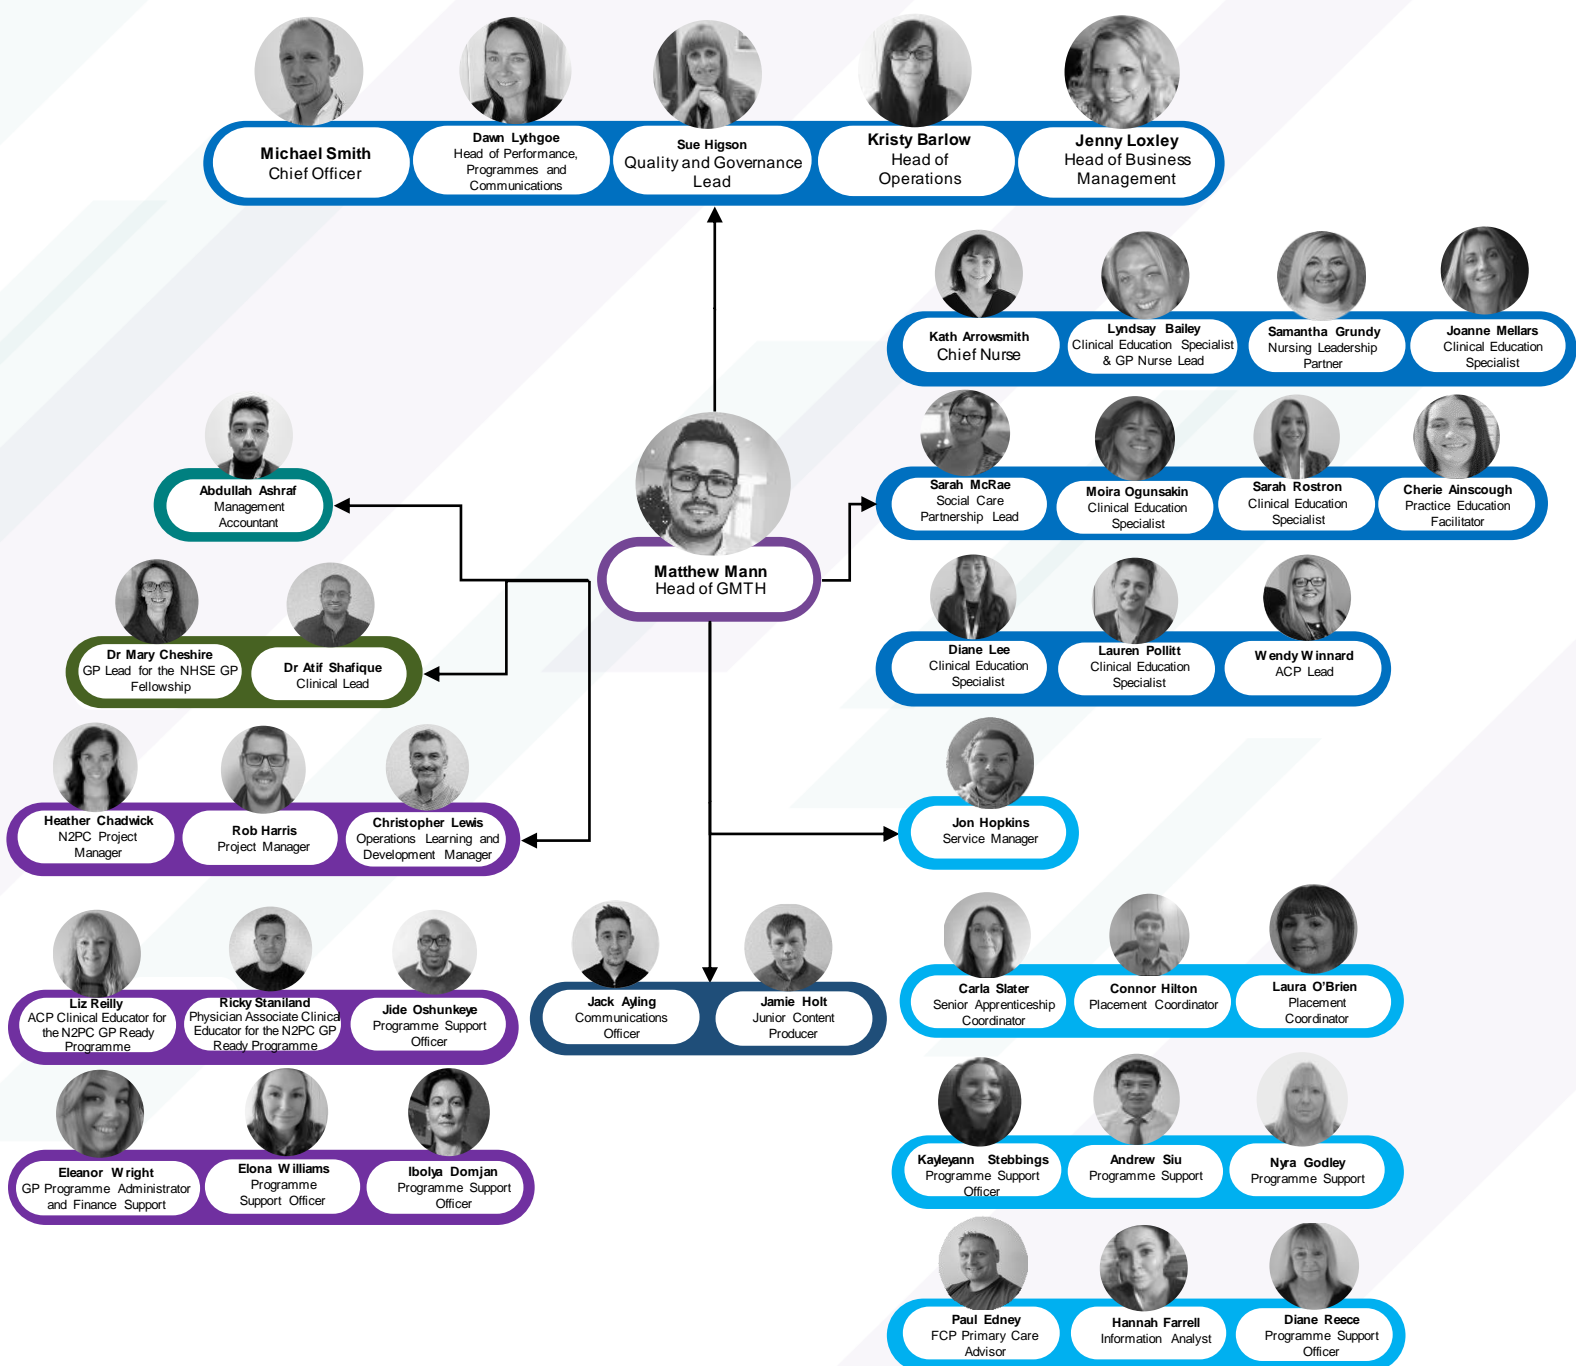 Michael Smith
Chief Officer
Dawn Lythgoe
Head of Performance,
Programmes and
Communications
Sue Higson
Quality and Governance
Lead
Kristy Barlow
Head of
Operations
Jenny Loxley
Head of Business
Management
Kath Arrowsmith
Chief Nurse
Lyndsay Bailey
Clinical Education Specialist
& GP Nurse Lead
Samantha Grundy
Nursing Leadership
Partner
Joanne Mellars
Clinical Education
Specialist
Abdullah Ashraf
Management
Accountant
Matthew Mann
Head of GMTH
Sarah McRae
Social Care
Partnership Lead
Moira Ogunsakin
Clinical Education
Specialist
Sarah Rostron
Clinical Education
Specialist
Cherie Ainscough
Practice Education
Facilitator
Dr Mary Cheshire
GP Lead for the NHSE GP
Fellowship
Dr Atif Shafique
Clinical Lead
Diane Lee
Clinical Education
Specialist
Lauren Pollitt
Clinical Education
Specialist
Wendy Winnard
ACP Lead
Heather Chadwick
N2PC Project
Manager
Rob Harris
Project Manager
Christopher Lewis
Operations Learning and
Development Manager
Jon Hopkins
Service Manager
Liz Reilly
ACP Clinical Educator for
the N2PC GP Ready
Programme
Ricky Staniland
Physician Associate Clinical
Educator for the N2PC GP
Ready Programme
Jide Oshunkeye
Programme Support
Officer
Jack Ayling
Communications
Officer
Jamie Holt
Junior Content
Producer
Carla Slater
Senior Apprenticeship
Coordinator
Connor Hilton
Placement Coordinator
Laura O'Brien
Placement
Coordinator
Eleanor Wright
GP Programme Administrator
and Finance Support
Elona Williams
Programme
Support Officer
Ibolya Domjan
Programme Support
Officer
Kayleyann Stebbings
Programme Support
Officer
Andrew Siu
Programme Support
Nyra Godley
Programme Support
Paul Edney
FCP Primary Care
Advisor
Hannah Farrell
Information Analyst
Diane Reece
Programme Support
Officer